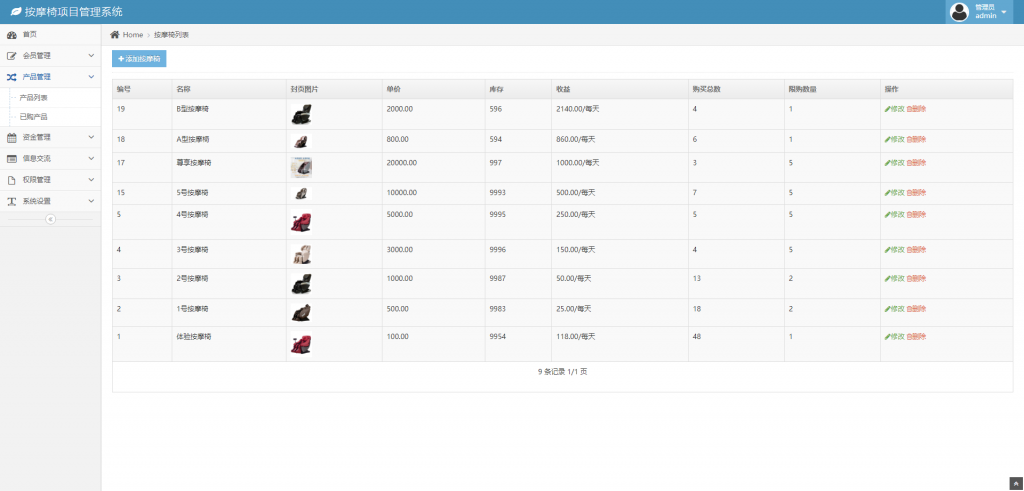 按摩椅项目管理系统
管理员
admin
首页
会员管理
产品管理
产品列表
已购产品
资金管理
信息交流
权限管理
系统设置
Home › 按摩椅列表
添加按摩椅
编号 名称 封页图片 单价 库存 收益 购买总数 限购数量 操作
19 B型按摩椅 2000.00 596 2140.00/每天 4 1 修改 删除
18 A型按摩椅 800.00 594 860.00/每天 6 1 修改 删除
17 尊享按摩椅 20000.00 997 1000.00/每天 3 5 修改 删除
15 5号按摩椅 10000.00 9993 500.00/每天 7 5 修改 删除
5 4号按摩椅 5000.00 9995 250.00/每天 5 5 修改 删除
4 3号按摩椅 3000.00 9996 150.00/每天 4 5 修改 删除
3 2号按摩椅 1000.00 9987 50.00/每天 13 2 修改 删除
2 1号按摩椅 500.00 9983 25.00/每天 18 2 修改 删除
1 体验按摩椅 100.00 9954 118.00/每天 48 1 修改 删除
9 条记录 1/1 页